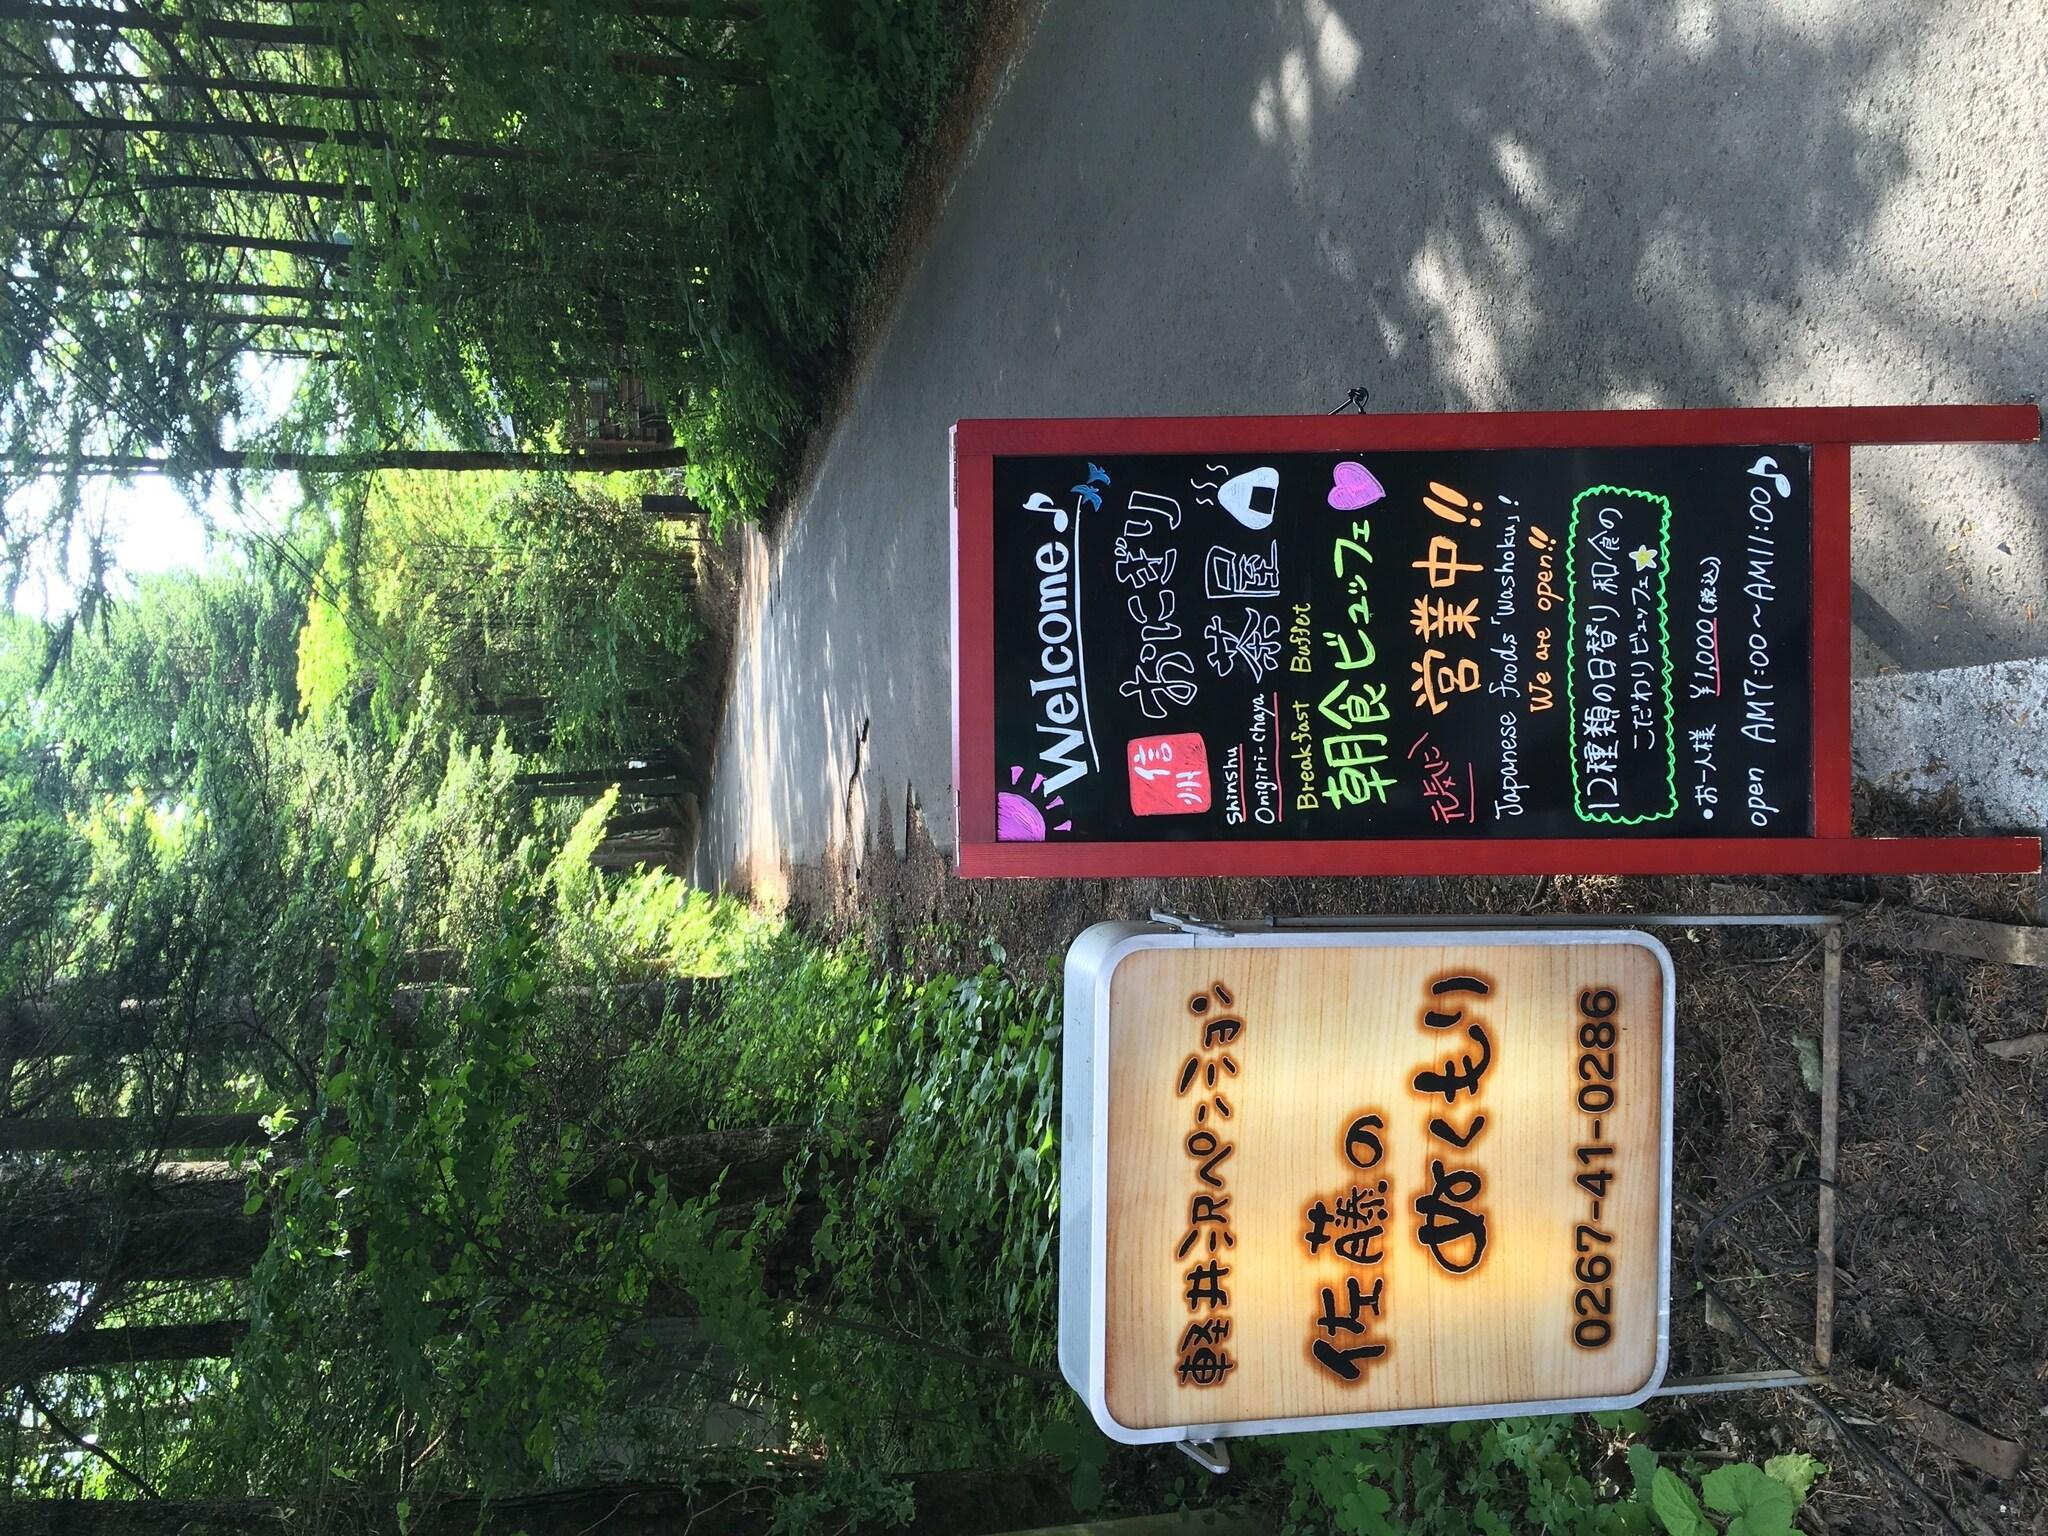 軽井沢ペンション
佐藤の
ぬくもり
0267-41-0286
Welcome♪
信州
おにぎり
茶屋
Shinshu
Onigiri-chaya
Breakfast Buffet
朝食ビュッフェ
元気に
営業中!!
Japanese foods「Washoku」!
We are open!!
12種類の日替り和食の
こだわりビュッフェ
•お一人様 ¥1,000(税込)
open AM7:00〜AM11:00♪